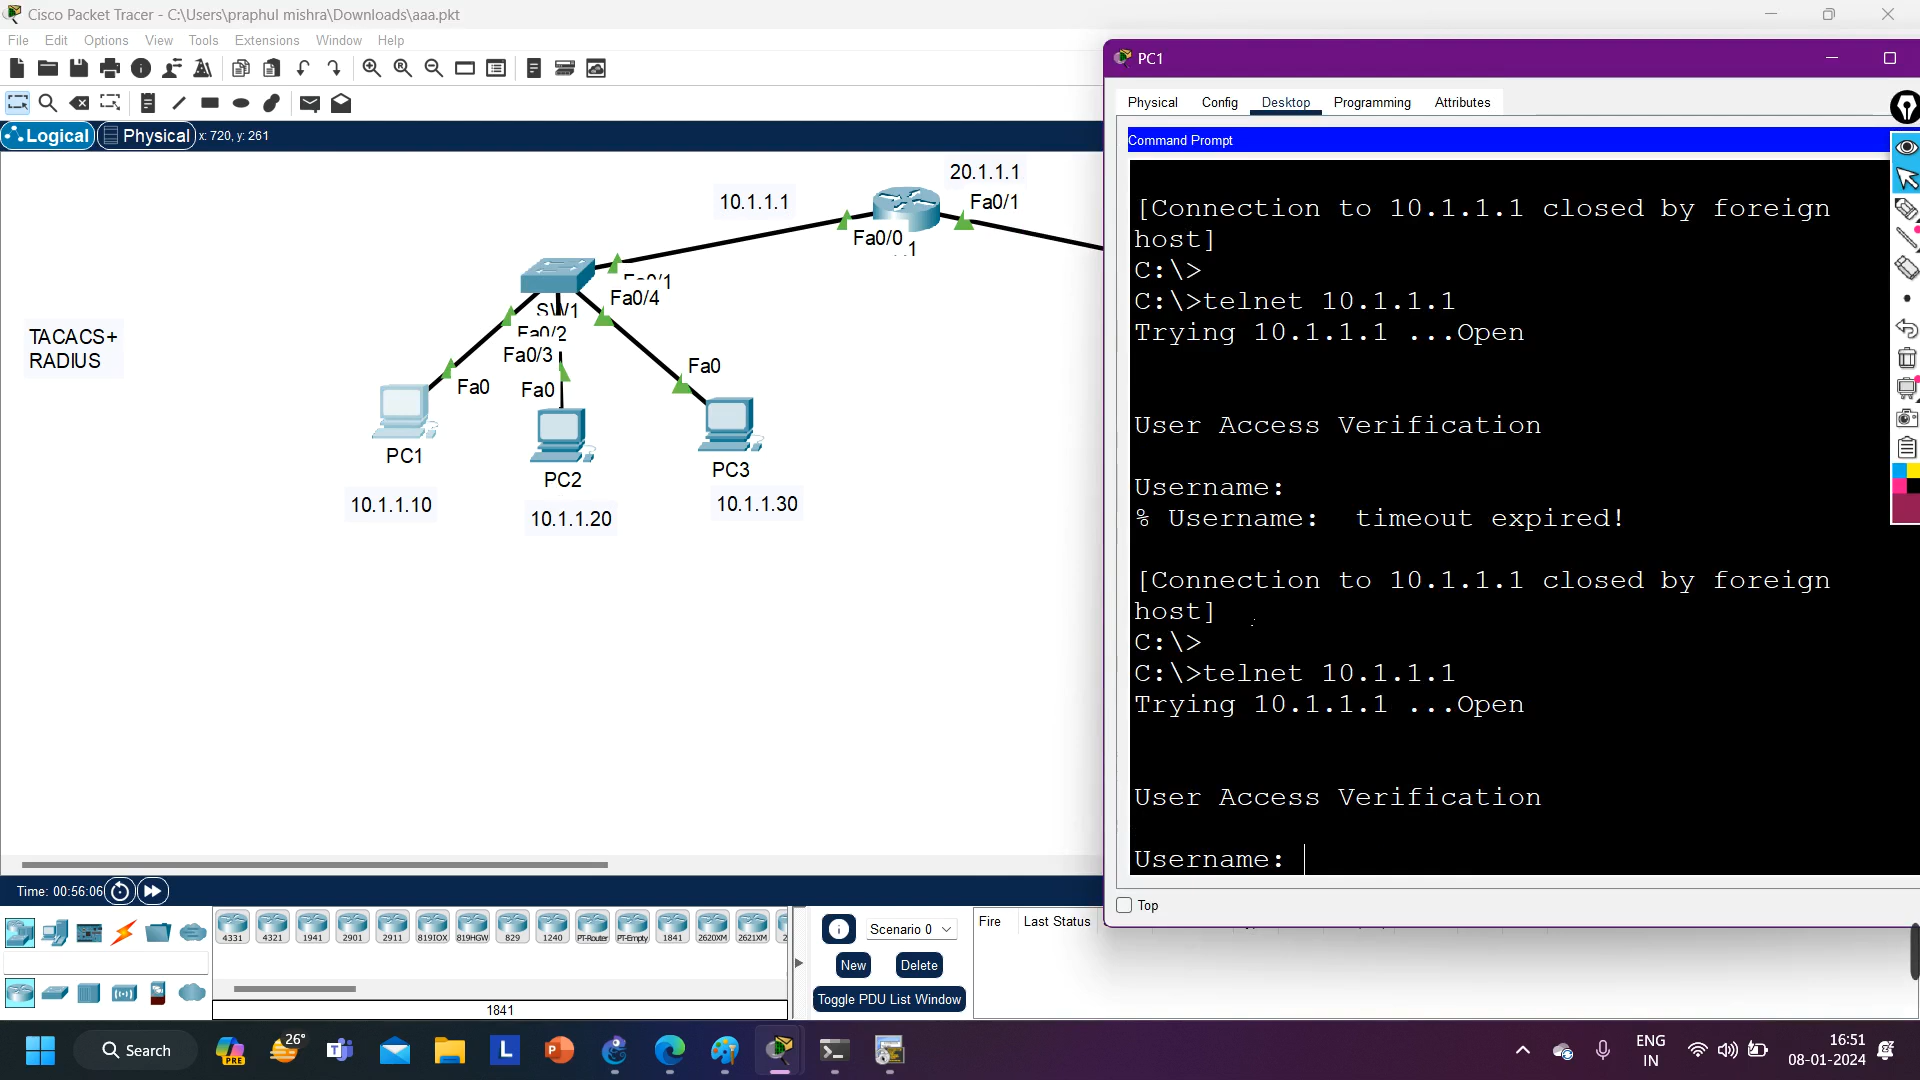 Cisco Packet Tracer - C:\Users\praphul mishra\Downloads\aaa.pkt
File Edit Options View Tools Extensions Window Help
Logical Physical x: 720, y: 261
20.1.1.1
10.1.1.1
Fa0/1
Fa0/0
1
Fa0/4
SW1
Fa0/2
Fa0/3
TACACS+
RADIUS
Fa0
Fa0
Fa0
PC1
PC2
PC3
10.1.1.10
10.1.1.20
10.1.1.30
PC1
Physical Config Desktop Programming Attributes
Command Prompt
[Connection to 10.1.1.1 closed by foreign
host]
C:\>
C:\>telnet 10.1.1.1
Trying 10.1.1.1 ...Open
User Access Verification
Username:
% Username:  timeout expired!
[Connection to 10.1.1.1 closed by foreign
host]
C:\>
C:\>telnet 10.1.1.1
Trying 10.1.1.1 ...Open
User Access Verification
Username:
Top
Time: 00:56:06
4331 4321 1941 2901 2911 819IOX 819HGW 829 1240 PT-Router PT-Empty 1841 2620XM 2621XM
1841
Scenario 0
New Delete
Toggle PDU List Window
Fire Last Status
Search
PRE
26°
L
P
ENG
IN
16:51
08-01-2024